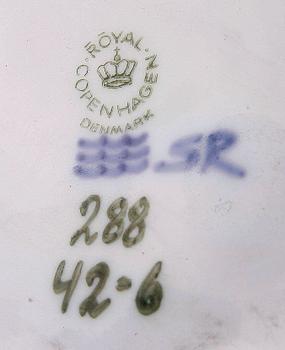 ROYAL
COPENHAGEN
DENMARK
SR
288
42-6